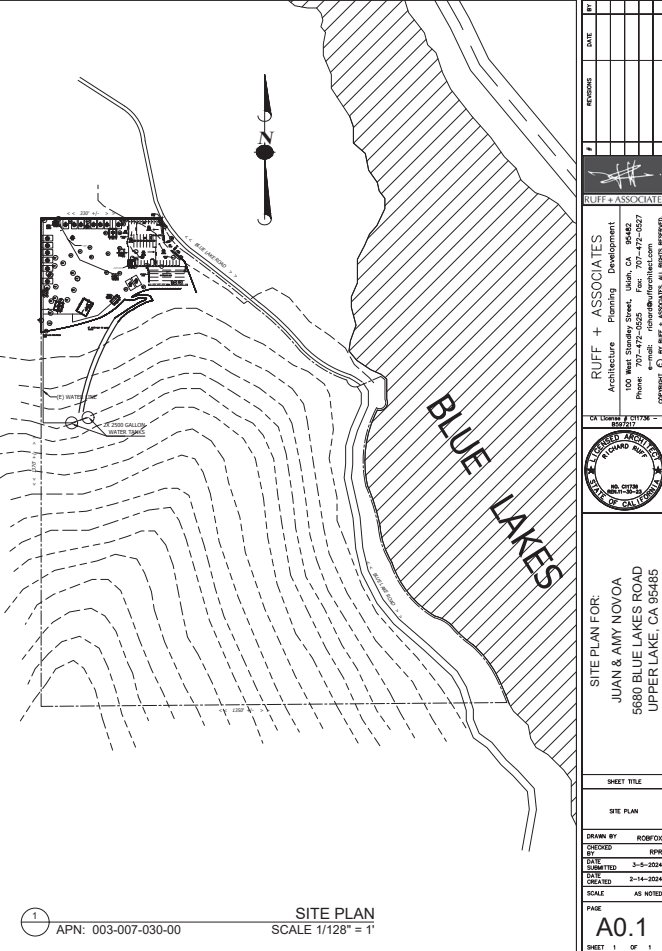 N
<< 330' +/- >>
<< BLUE LAKE ROAD >>
(E) WATER LINE
2X 2500 GALLON
WATER TANKS
BLUE LAKES
<< BLUE LAKE ROAD >>
1
SITE PLAN
APN: 003-007-030-00
SCALE 1/128" = 1'
# REVISIONS DATE BY
RUFF + ASSOCIATES
RUFF + ASSOCIATES
Architecture Planning Development
100 West Standley Street, Ukiah, CA 95482
Phone: 707-472-0525 Fax: 707-472-0527
e-mail: richard@ruffarchitect.com
COPYRIGHT © BY RUFF + ASSOCIATES ALL RIGHTS RESERVED
CA License # C11736 -
B597217
LICENSED ARCHITECT
RICHARD RUFF
NO. C11736
REN.11-30-23
STATE OF CALIFORNIA
SITE PLAN FOR:
JUAN & AMY NOVOA
5680 BLUE LAKES ROAD
UPPER LAKE, CA 95485
SHEET TITLE
SITE PLAN
DRAWN BY ROBFOX
CHECKED BY RPR
DATE SUBMITTED 3-5-2024
DATE CREATED 2-14-2024
SCALE AS NOTED
PAGE
A0.1
SHEET 1 OF 1